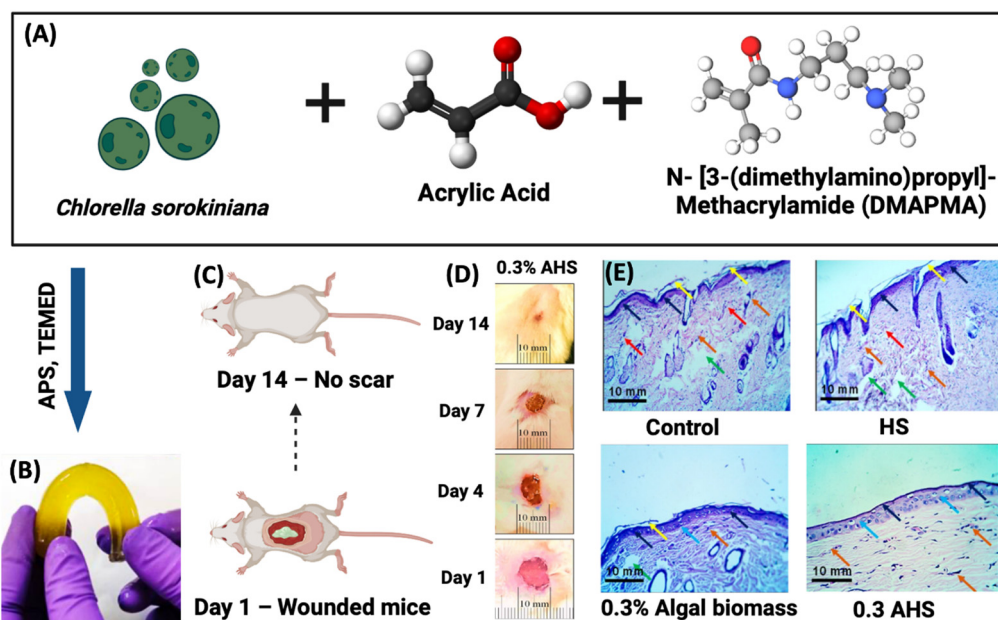 (A)
Chlorella sorokiniana
Acrylic Acid
N- [3-(dimethylamino)propyl]-
Methacrylamide (DMAPMA)
APS, TEMED
(B)
(C)
Day 14 – No scar
Day 1 – Wounded mice
(D)
0.3% AHS
Day 14
10 mm
Day 7
10 mm
Day 4
10 mm
Day 1
10 mm
(E)
10 mm
Control
10 mm
HS
10 mm
0.3% Algal biomass
10 mm
0.3 AHS